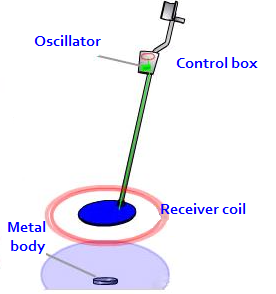 Oscillator
Control box
Receiver coil
Metal
body